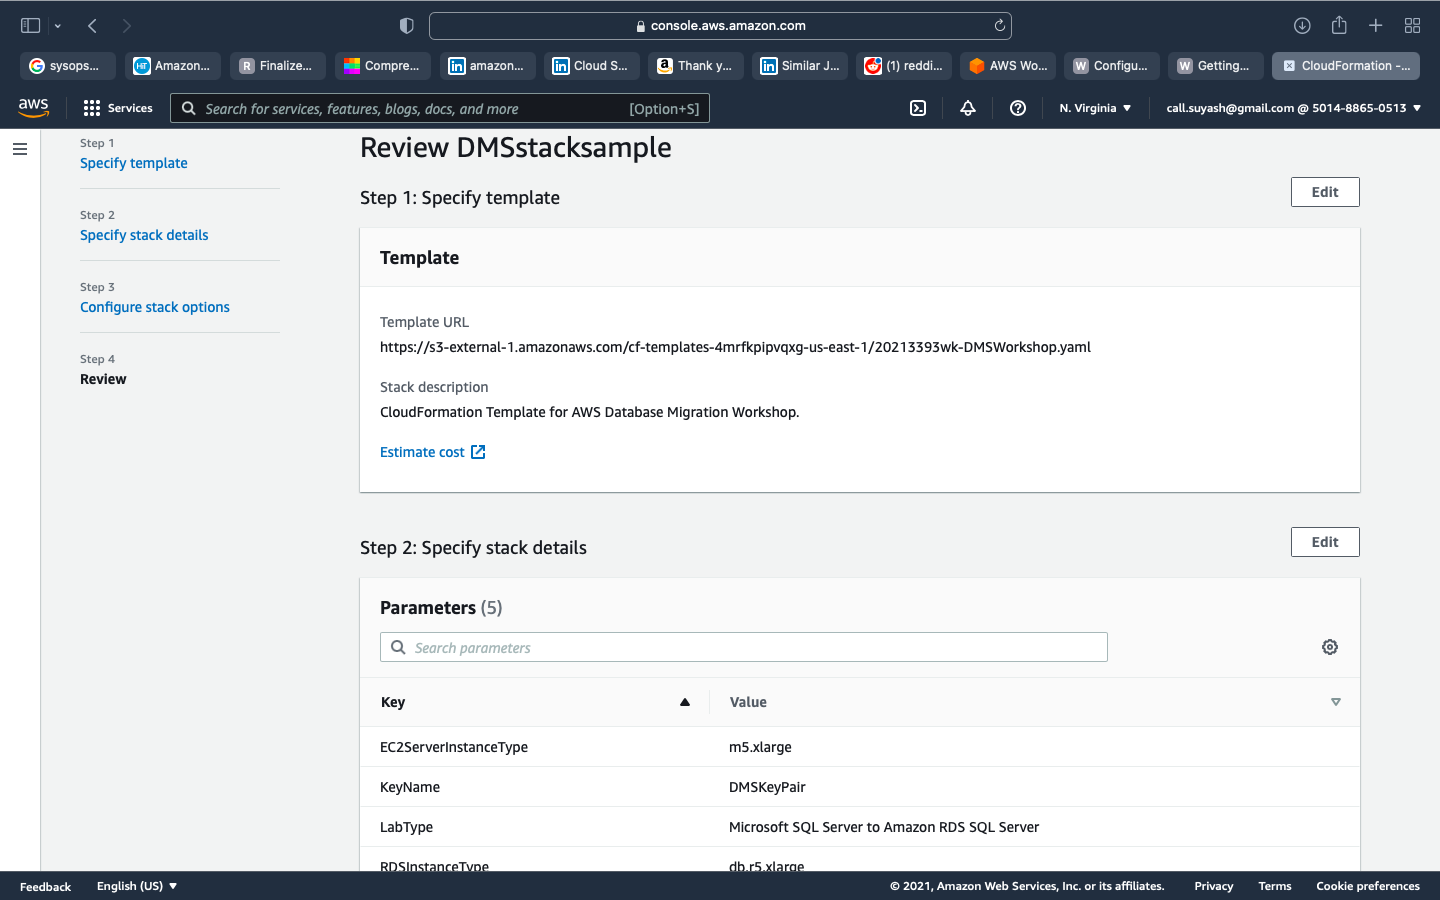 console.aws.amazon.com
sysops...
Amazon...
Finalize...
Compre...
amazon...
Cloud S...
Thank y...
Similar J...
(1) reddi...
AWS Wo...
Configu...
Getting...
CloudFormation -...
aws
Services
Search for services, features, blogs, docs, and more
[Option+S]
N. Virginia
call.suyash@gmail.com @ 5014-8865-0513
Step 1
Specify template
Step 2
Specify stack details
Step 3
Configure stack options
Step 4
Review
Review DMSstacksample
Step 1: Specify template
Edit
Template
Template URL
https://s3-external-1.amazonaws.com/cf-templates-4mrfkpipvqxg-us-east-1/20213393wk-DMSWorkshop.yaml
Stack description
CloudFormation Template for AWS Database Migration Workshop.
Estimate cost
Step 2: Specify stack details
Edit
Parameters (5)
Search parameters
Key
Value
EC2ServerInstanceType
m5.xlarge
KeyName
DMSKeyPair
LabType
Microsoft SQL Server to Amazon RDS SQL Server
RDSInstanceType
db.r5.xlarge
Feedback
English (US)
© 2021, Amazon Web Services, Inc. or its affiliates.
Privacy
Terms
Cookie preferences